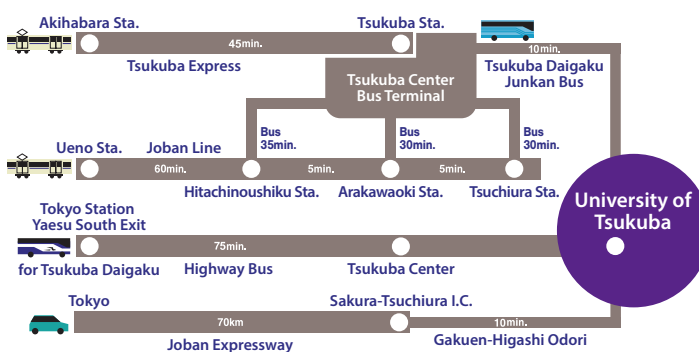 Akihabara Sta.
Tsukuba Sta.
45min.
Tsukuba Express
10min.
Tsukuba Daigaku
Junkan Bus
Tsukuba Center
Bus Terminal
Bus
35min.
Bus
30min.
Bus
30min.
Ueno Sta.
Joban Line
60min.
5min.
5min.
Hitachinoushiku Sta.
Arakawaoki Sta.
Tsuchiura Sta.
University of
Tsukuba
Tokyo Station
Yaesu South Exit
75min.
for Tsukuba Daigaku
Highway Bus
Tsukuba Center
Tokyo
Sakura-Tsuchiura I.C.
70km
10min.
Joban Expressway
Gakuen-Higashi Odori